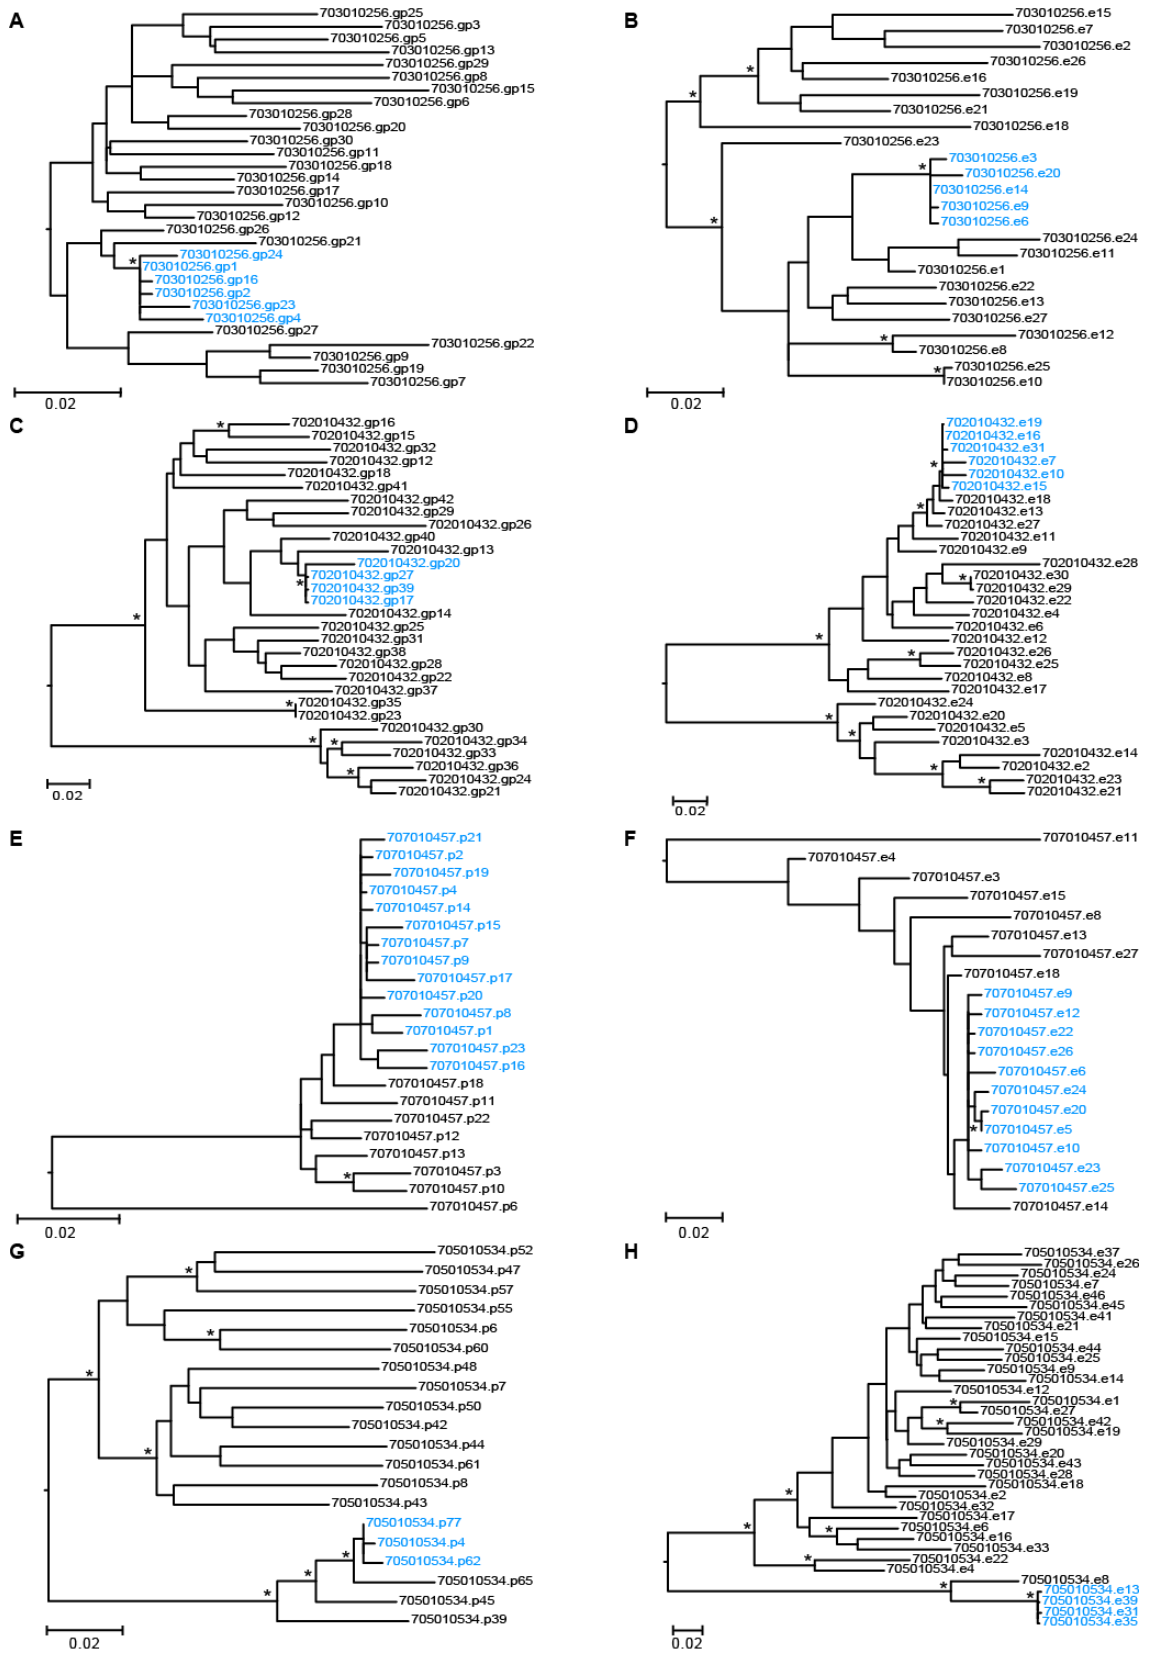 A
703010256.gp25
703010256.gp3
703010256.gp5
703010256.gp13
703010256.gp29
703010256.gp8
703010256.gp15
703010256.gp6
703010256.gp28
703010256.gp20
703010256.gp30
703010256.gp11
703010256.gp18
703010256.gp14
703010256.gp17
703010256.gp10
703010256.gp12
703010256.gp26
703010256.gp21
703010256.gp24
*
703010256.gp1
703010256.gp16
703010256.gp2
703010256.gp23
703010256.gp4
703010256.gp27
703010256.gp22
703010256.gp9
703010256.gp19
703010256.gp7
0.02
B
703010256.e15
703010256.e7
703010256.e2
703010256.e26
*
703010256.e16
*
703010256.e19
703010256.e21
703010256.e18
703010256.e23
703010256.e3
*
703010256.e20
703010256.e14
703010256.e9
703010256.e6
*
703010256.e24
703010256.e11
703010256.e1
703010256.e22
703010256.e13
703010256.e27
703010256.e12
*
703010256.e8
703010256.e25
*
703010256.e10
0.02
C
702010432.gp16
*
702010432.gp15
702010432.gp32
702010432.gp12
702010432.gp18
702010432.gp41
702010432.gp42
702010432.gp29
702010432.gp26
702010432.gp40
702010432.gp13
702010432.gp20
702010432.gp27
*
702010432.gp39
702010432.gp17
702010432.gp14
*
702010432.gp25
702010432.gp31
702010432.gp38
702010432.gp28
702010432.gp22
702010432.gp37
702010432.gp35
*
702010432.gp23
702010432.gp30
*
702010432.gp34
*
702010432.gp33
702010432.gp36
*
702010432.gp24
702010432.gp21
0.02
D
702010432.e19
702010432.e16
702010432.e31
702010432.e7
*
702010432.e10
702010432.e15
702010432.e18
*
702010432.e13
702010432.e27
702010432.e11
702010432.e9
702010432.e28
702010432.e30
*
702010432.e29
702010432.e22
702010432.e4
702010432.e6
*
702010432.e12
702010432.e26
*
702010432.e25
702010432.e8
702010432.e17
702010432.e24
*
702010432.e20
702010432.e5
*
702010432.e3
702010432.e14
*
702010432.e2
702010432.e23
*
702010432.e21
0.02
E
707010457.p21
707010457.p2
707010457.p19
707010457.p4
707010457.p14
707010457.p15
707010457.p7
707010457.p9
707010457.p17
707010457.p20
707010457.p8
707010457.p1
707010457.p23
707010457.p16
707010457.p18
707010457.p11
707010457.p22
707010457.p12
707010457.p13
707010457.p3
*
707010457.p10
707010457.p6
0.02
F
707010457.e11
707010457.e4
707010457.e3
707010457.e15
707010457.e8
707010457.e13
707010457.e27
707010457.e18
707010457.e9
707010457.e12
707010457.e22
707010457.e26
707010457.e6
707010457.e24
707010457.e20
*
707010457.e5
707010457.e10
707010457.e23
707010457.e25
707010457.e14
0.02
G
705010534.p52
*
705010534.p47
705010534.p57
705010534.p55
705010534.p6
*
705010534.p60
705010534.p48
*
705010534.p7
705010534.p50
705010534.p42
705010534.p44
*
705010534.p61
705010534.p8
705010534.p43
705010534.p77
705010534.p4
*
705010534.p62
*
705010534.p65
*
705010534.p45
705010534.p39
0.02
H
705010534.e37
705010534.e26
705010534.e24
705010534.e7
705010534.e46
705010534.e45
705010534.e41
705010534.e21
705010534.e15
705010534.e44
705010534.e25
705010534.e9
705010534.e14
705010534.e12
705010534.e1
*
705010534.e27
705010534.e42
*
705010534.e19
705010534.e29
705010534.e20
705010534.e43
705010534.e28
705010534.e18
*
705010534.e2
705010534.e32
705010534.e17
*
705010534.e6
*
705010534.e16
705010534.e33
705010534.e22
*
705010534.e4
705010534.e8
*
705010534.e13
*
705010534.e39
705010534.e31
705010534.e35
0.02